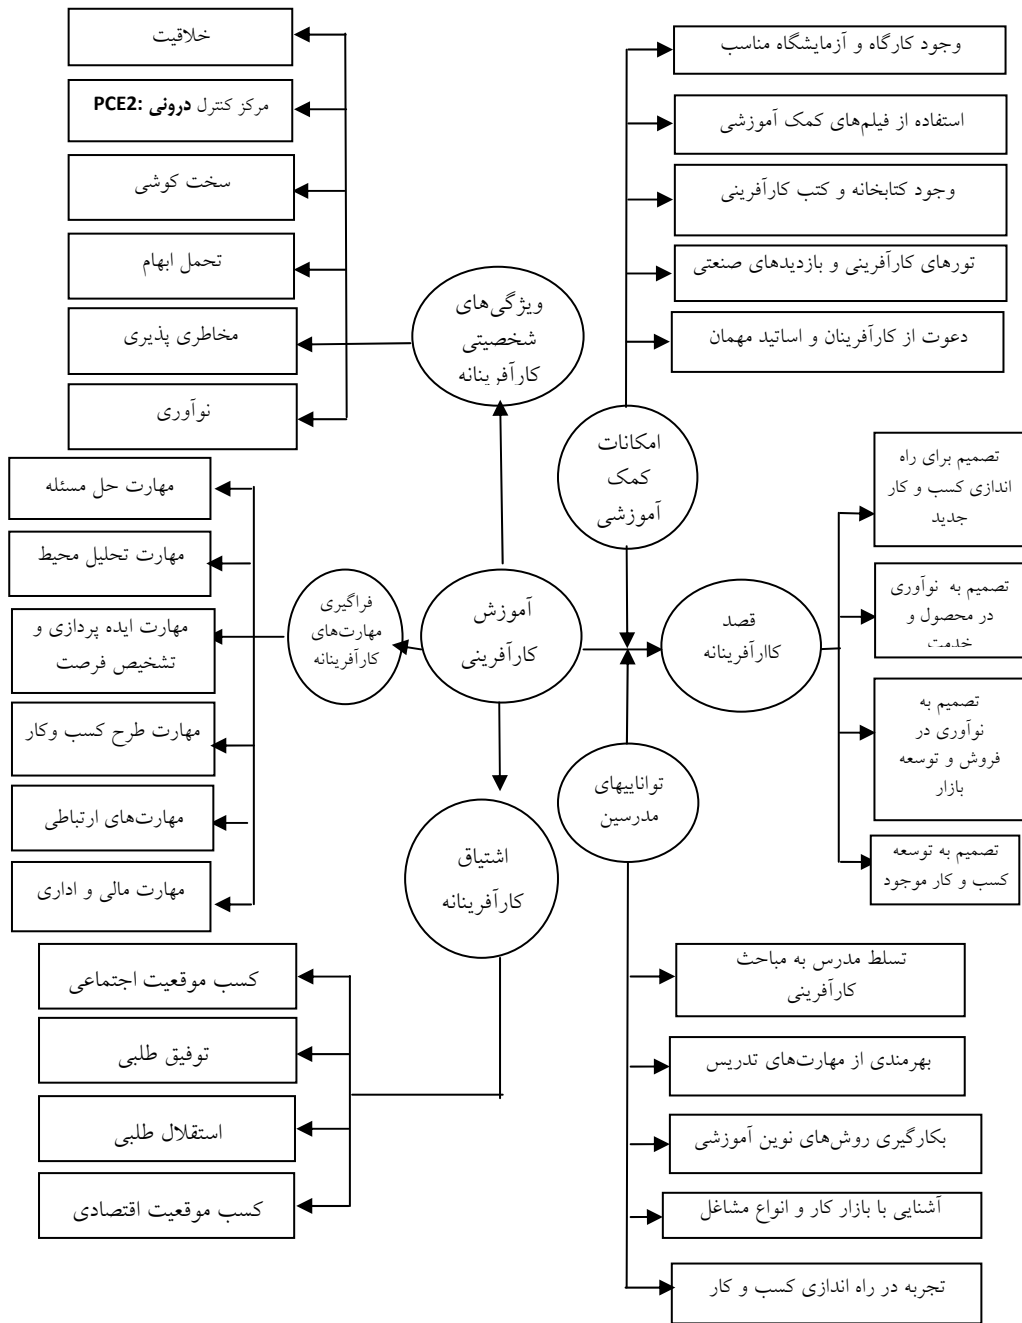 خلاقیت
مرکز کنترل درونی :PCE2
سخت کوشی
تحمل ابهام
مخاطری پذیری
نوآوری
وجود کارگاه و آزمایشگاه مناسب
استفاده از فیلم‌های کمک آموزشی
وجود کتابخانه و کتب کارآفرینی
تورهای کارآفرینی و بازدیدهای صنعتی
دعوت از کارآفرینان و اساتید مهمان
ویژگی‌های
شخصیتی
کارآفرینانه
امکانات
کمک
آموزشی
تصمیم برای راه
اندازی کسب و کار
جدید
تصمیم به نوآوری
در محصول و
خدمت
تصمیم به
نوآوری در
فروش و توسعه
بازار
تصمیم به توسعه
کسب و کار موجود
مهارت حل مسئله
مهارت تحلیل محیط
مهارت ایده پردازی و
تشخیص فرصت
مهارت طرح کسب وکار
مهارت‌های ارتباطی
مهارت مالی و اداری
فراگیری
مهارت‌های
کارآفرینانه
آموزش
کارآفرینی
قصد
کاارآفرینانه
تواناییهای
مدرسین
اشتیاق
کارآفرینانه
کسب موقعیت اجتماعی
توفیق طلبی
استقلال طلبی
کسب موقعیت اقتصادی
تسلط مدرس به مباحث
کارآفرینی
بهرمندی از مهارت‌های تدریس
بکارگیری روش‌های نوین آموزشی
آشنایی با بازار کار و انواع مشاغل
تجربه در راه اندازی کسب و کار